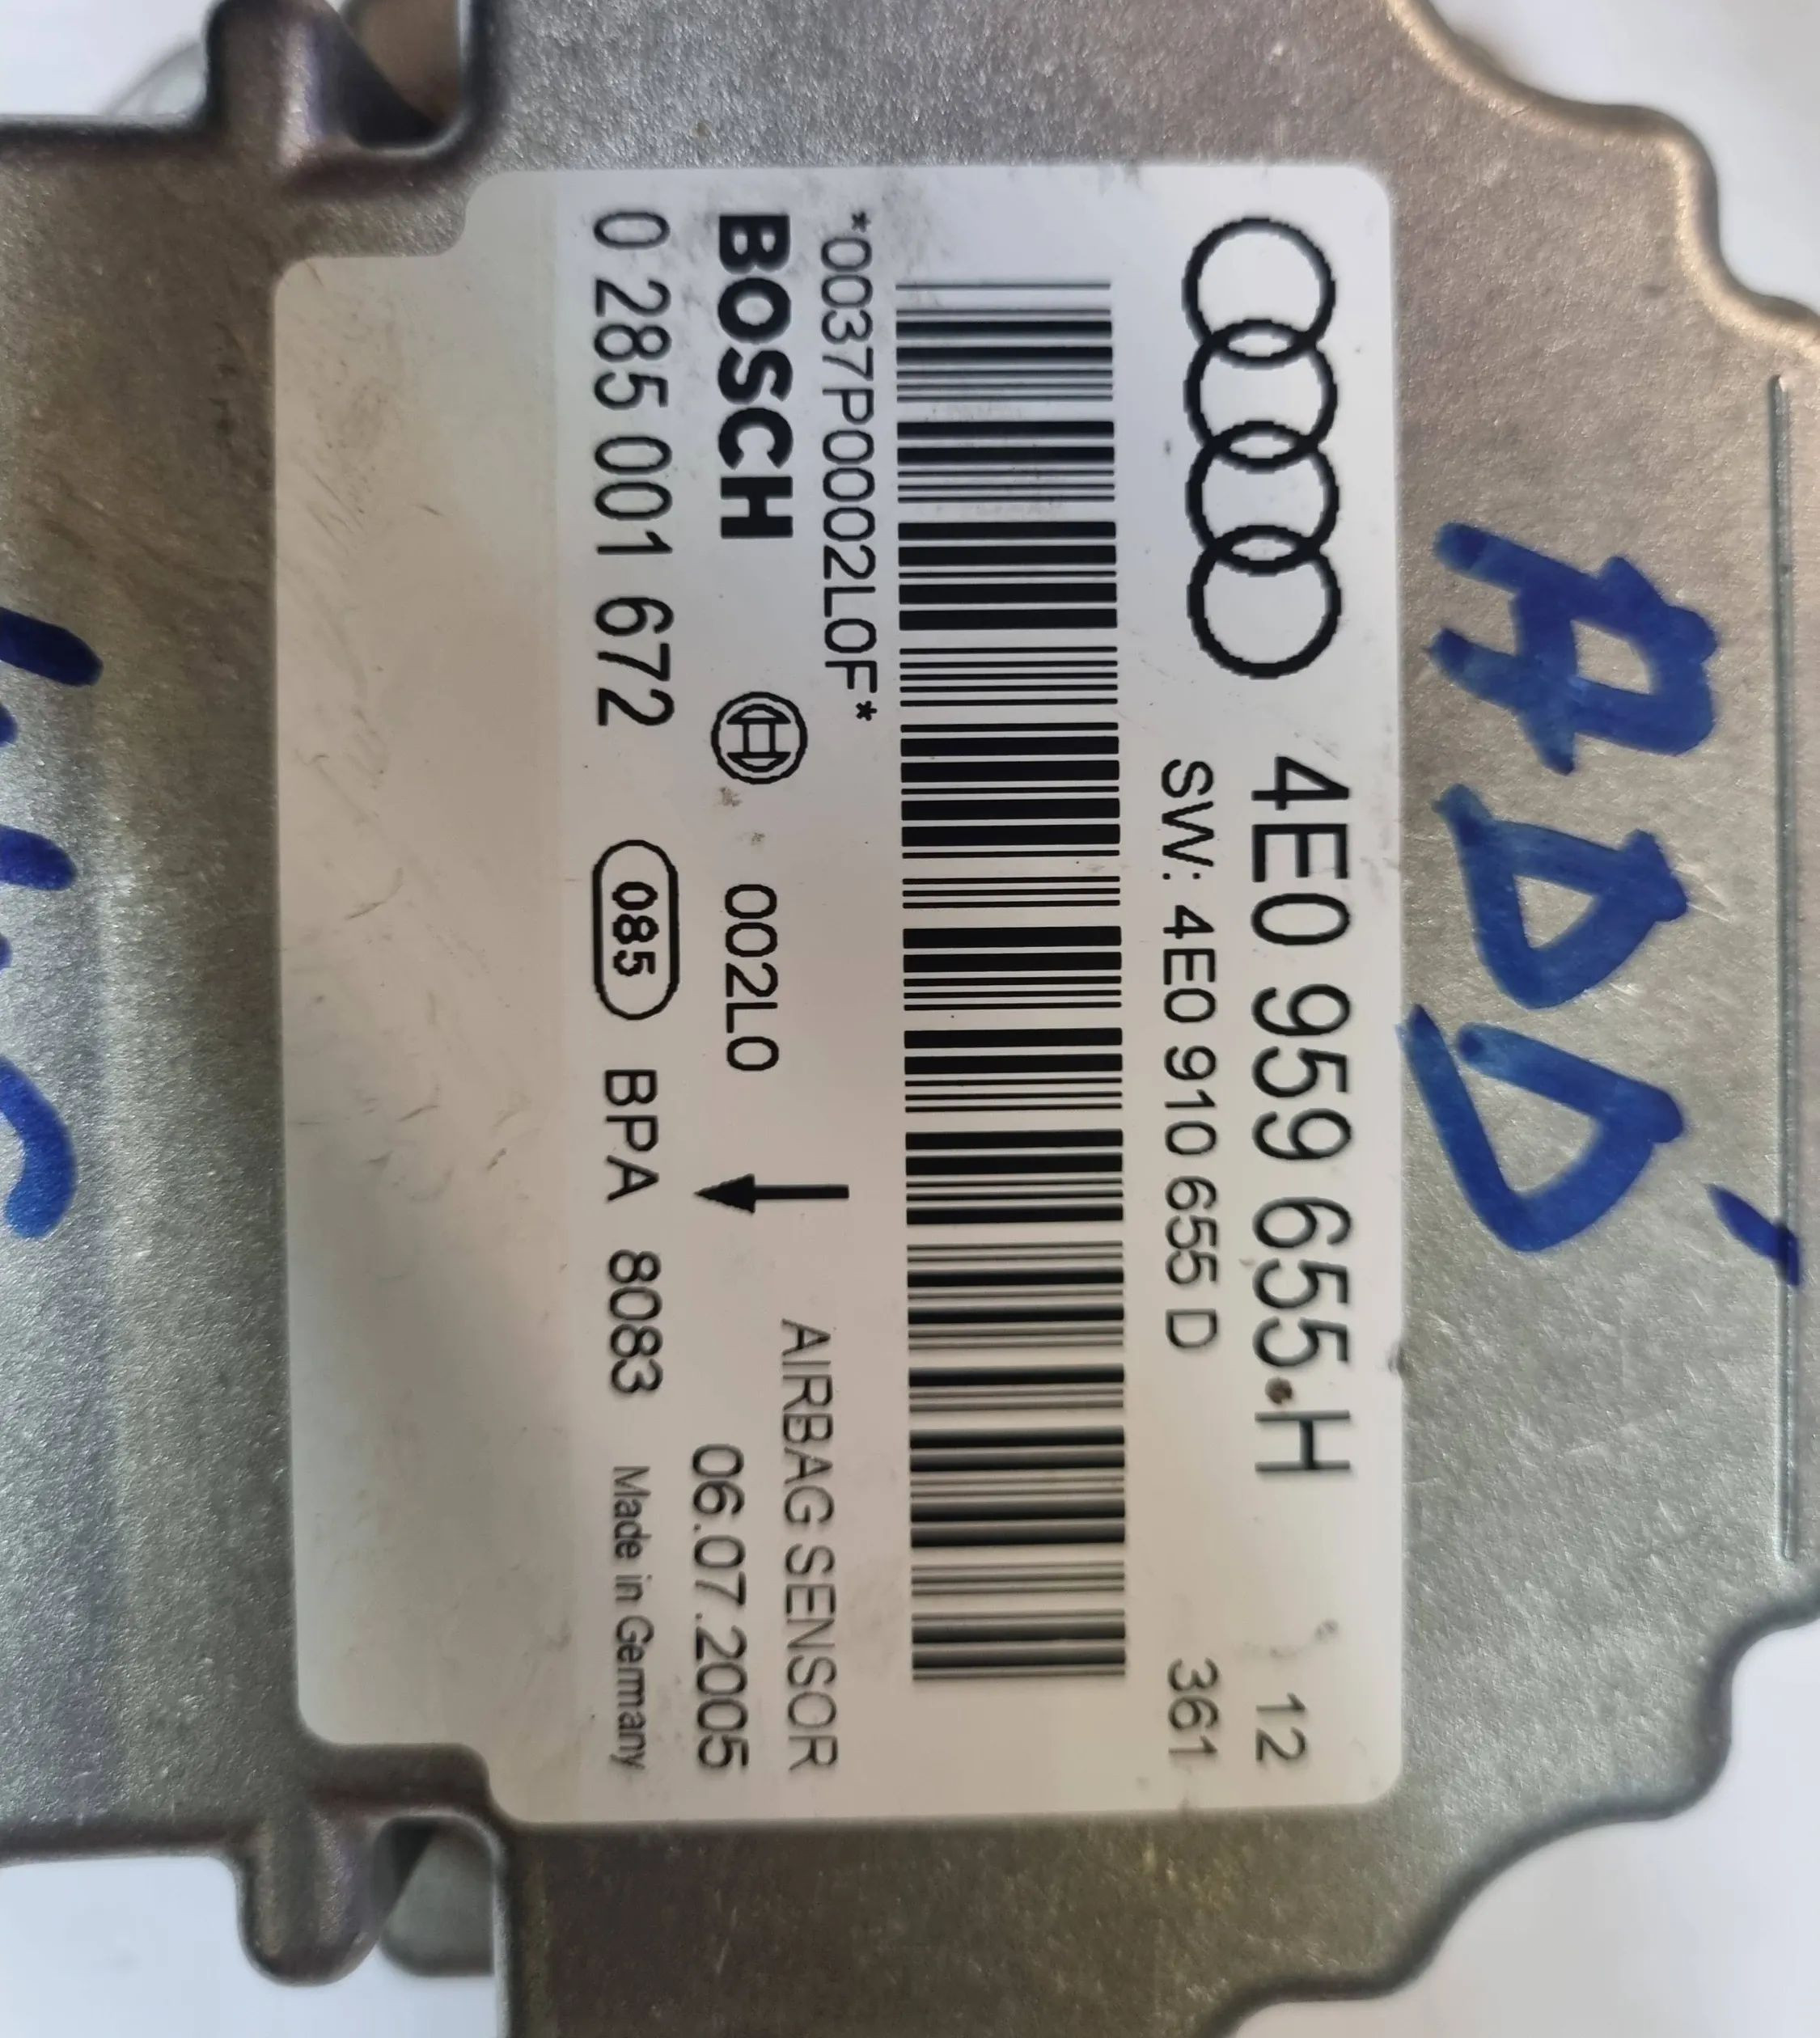 4E0 959 655 H
12
SW: 4E0 910 655 D
361
*0037P0002L0F*
BOSCH
002L0
AIRBAG SENSOR
06.07.2005
0 285 001 672
085
BPA 8083
Made in Germany